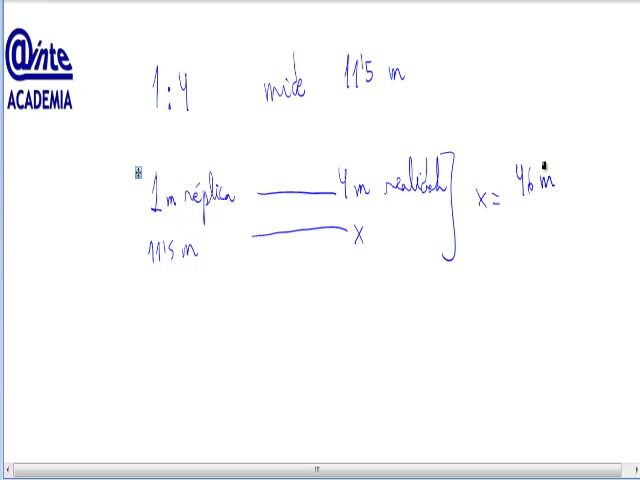 @inte
ACADEMIA
1:4 mide 11'5 m
1 m réplica 4 m realidad x = 46 m
11'5 m x